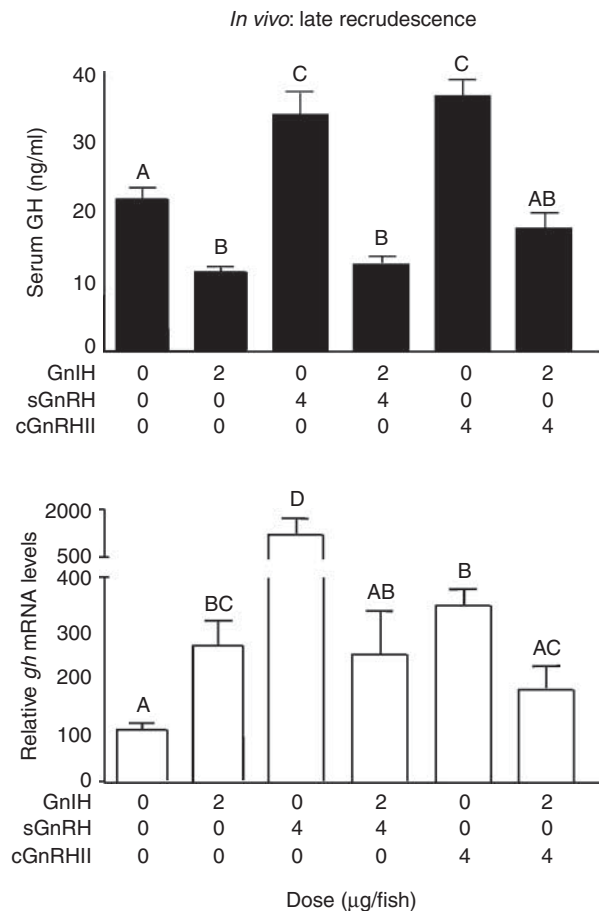 In vivo: late recrudescence
Serum GH (ng/ml)
40
30
20
10
0
A
B
C
B
C
AB
GnIH 0 2 0 2 0 2
sGnRH 0 0 4 4 0 0
cGnRHII 0 0 0 0 4 4
Relative gh mRNA levels
2000
500
400
300
200
100
0
A
BC
D
AB
B
AC
GnIH 0 2 0 2 0 2
sGnRH 0 0 4 4 0 0
cGnRHII 0 0 0 0 4 4
Dose (μg/fish)